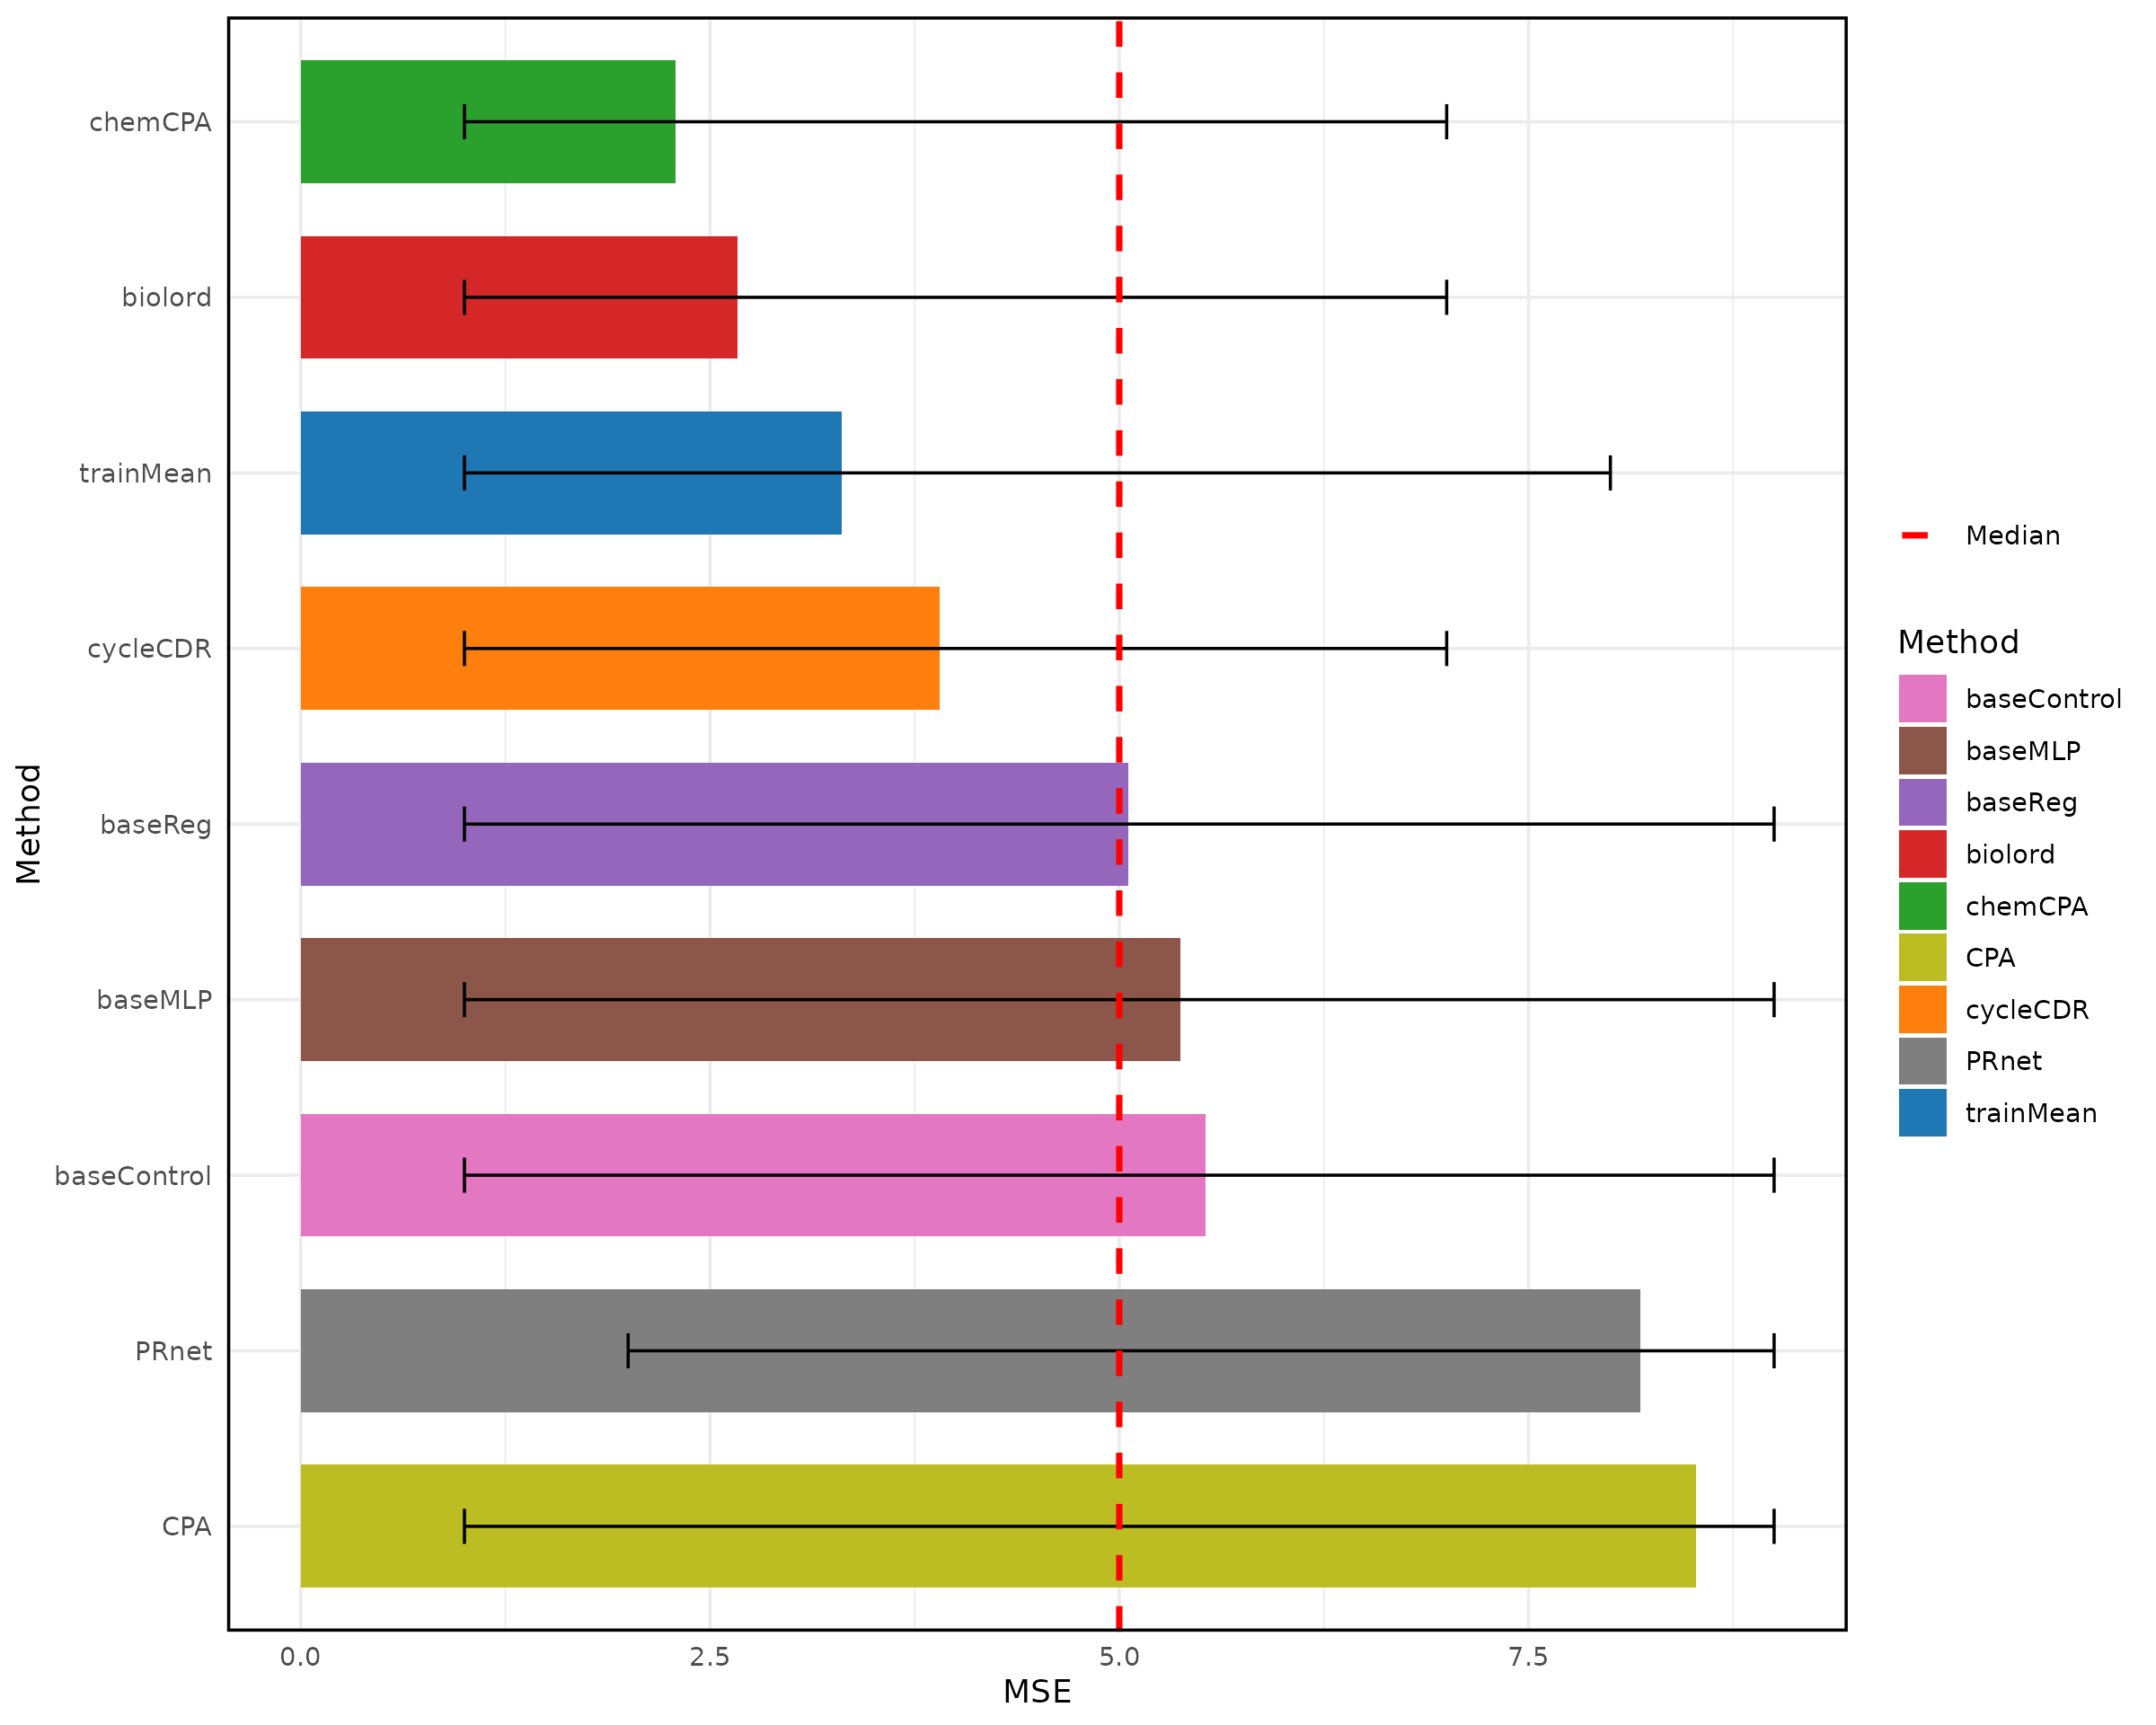 chemCPA
biolord
trainMean
cycleCDR
baseReg
baseMLP
baseControl
PRnet
CPA
Method
0.0 2.5 5.0 7.5
MSE
Median
Method
baseControl
baseMLP
baseReg
biolord
chemCPA
CPA
cycleCDR
PRnet
trainMean